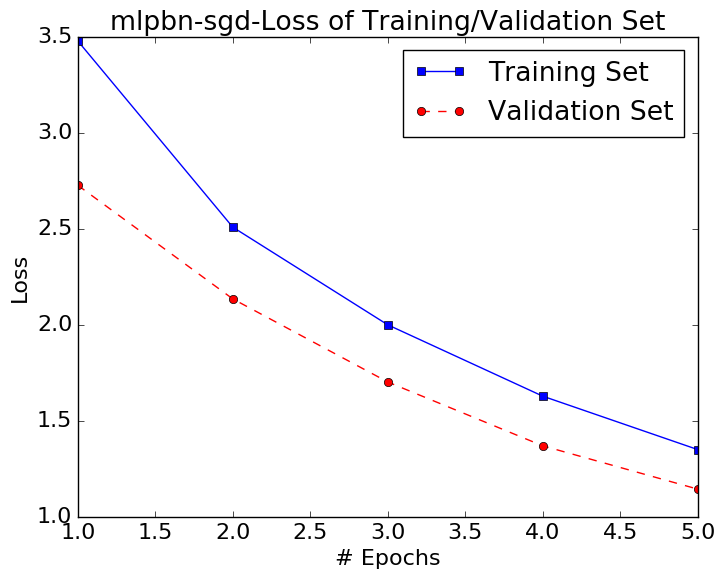 mlpbn-sgd-Loss of Training/Validation Set
3.5
3.0
2.5
2.0
1.5
1.0
Loss
Training Set
Validation Set
1.0 1.5 2.0 2.5 3.0 3.5 4.0 4.5 5.0
# Epochs